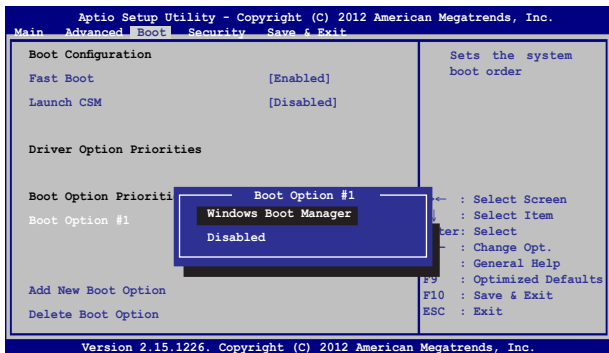 Aptio Setup Utility - Copyright (C) 2012 American Megatrends, Inc.
Main Advanced Boot Security Save & Exit
Boot Configuration
Fast Boot [Enabled]
Launch CSM [Disabled]
Driver Option Priorities
Boot Option Prioriti
Boot Option #1
Boot Option #1
Windows Boot Manager
Disabled
Add New Boot Option
Delete Boot Option
Sets the system
boot order
← : Select Screen
: Select Item
ter: Select
– : Change Opt.
: General Help
F9 : Optimized Defaults
F10 : Save & Exit
ESC : Exit
Version 2.15.1226. Copyright (C) 2012 American Megatrends, Inc.